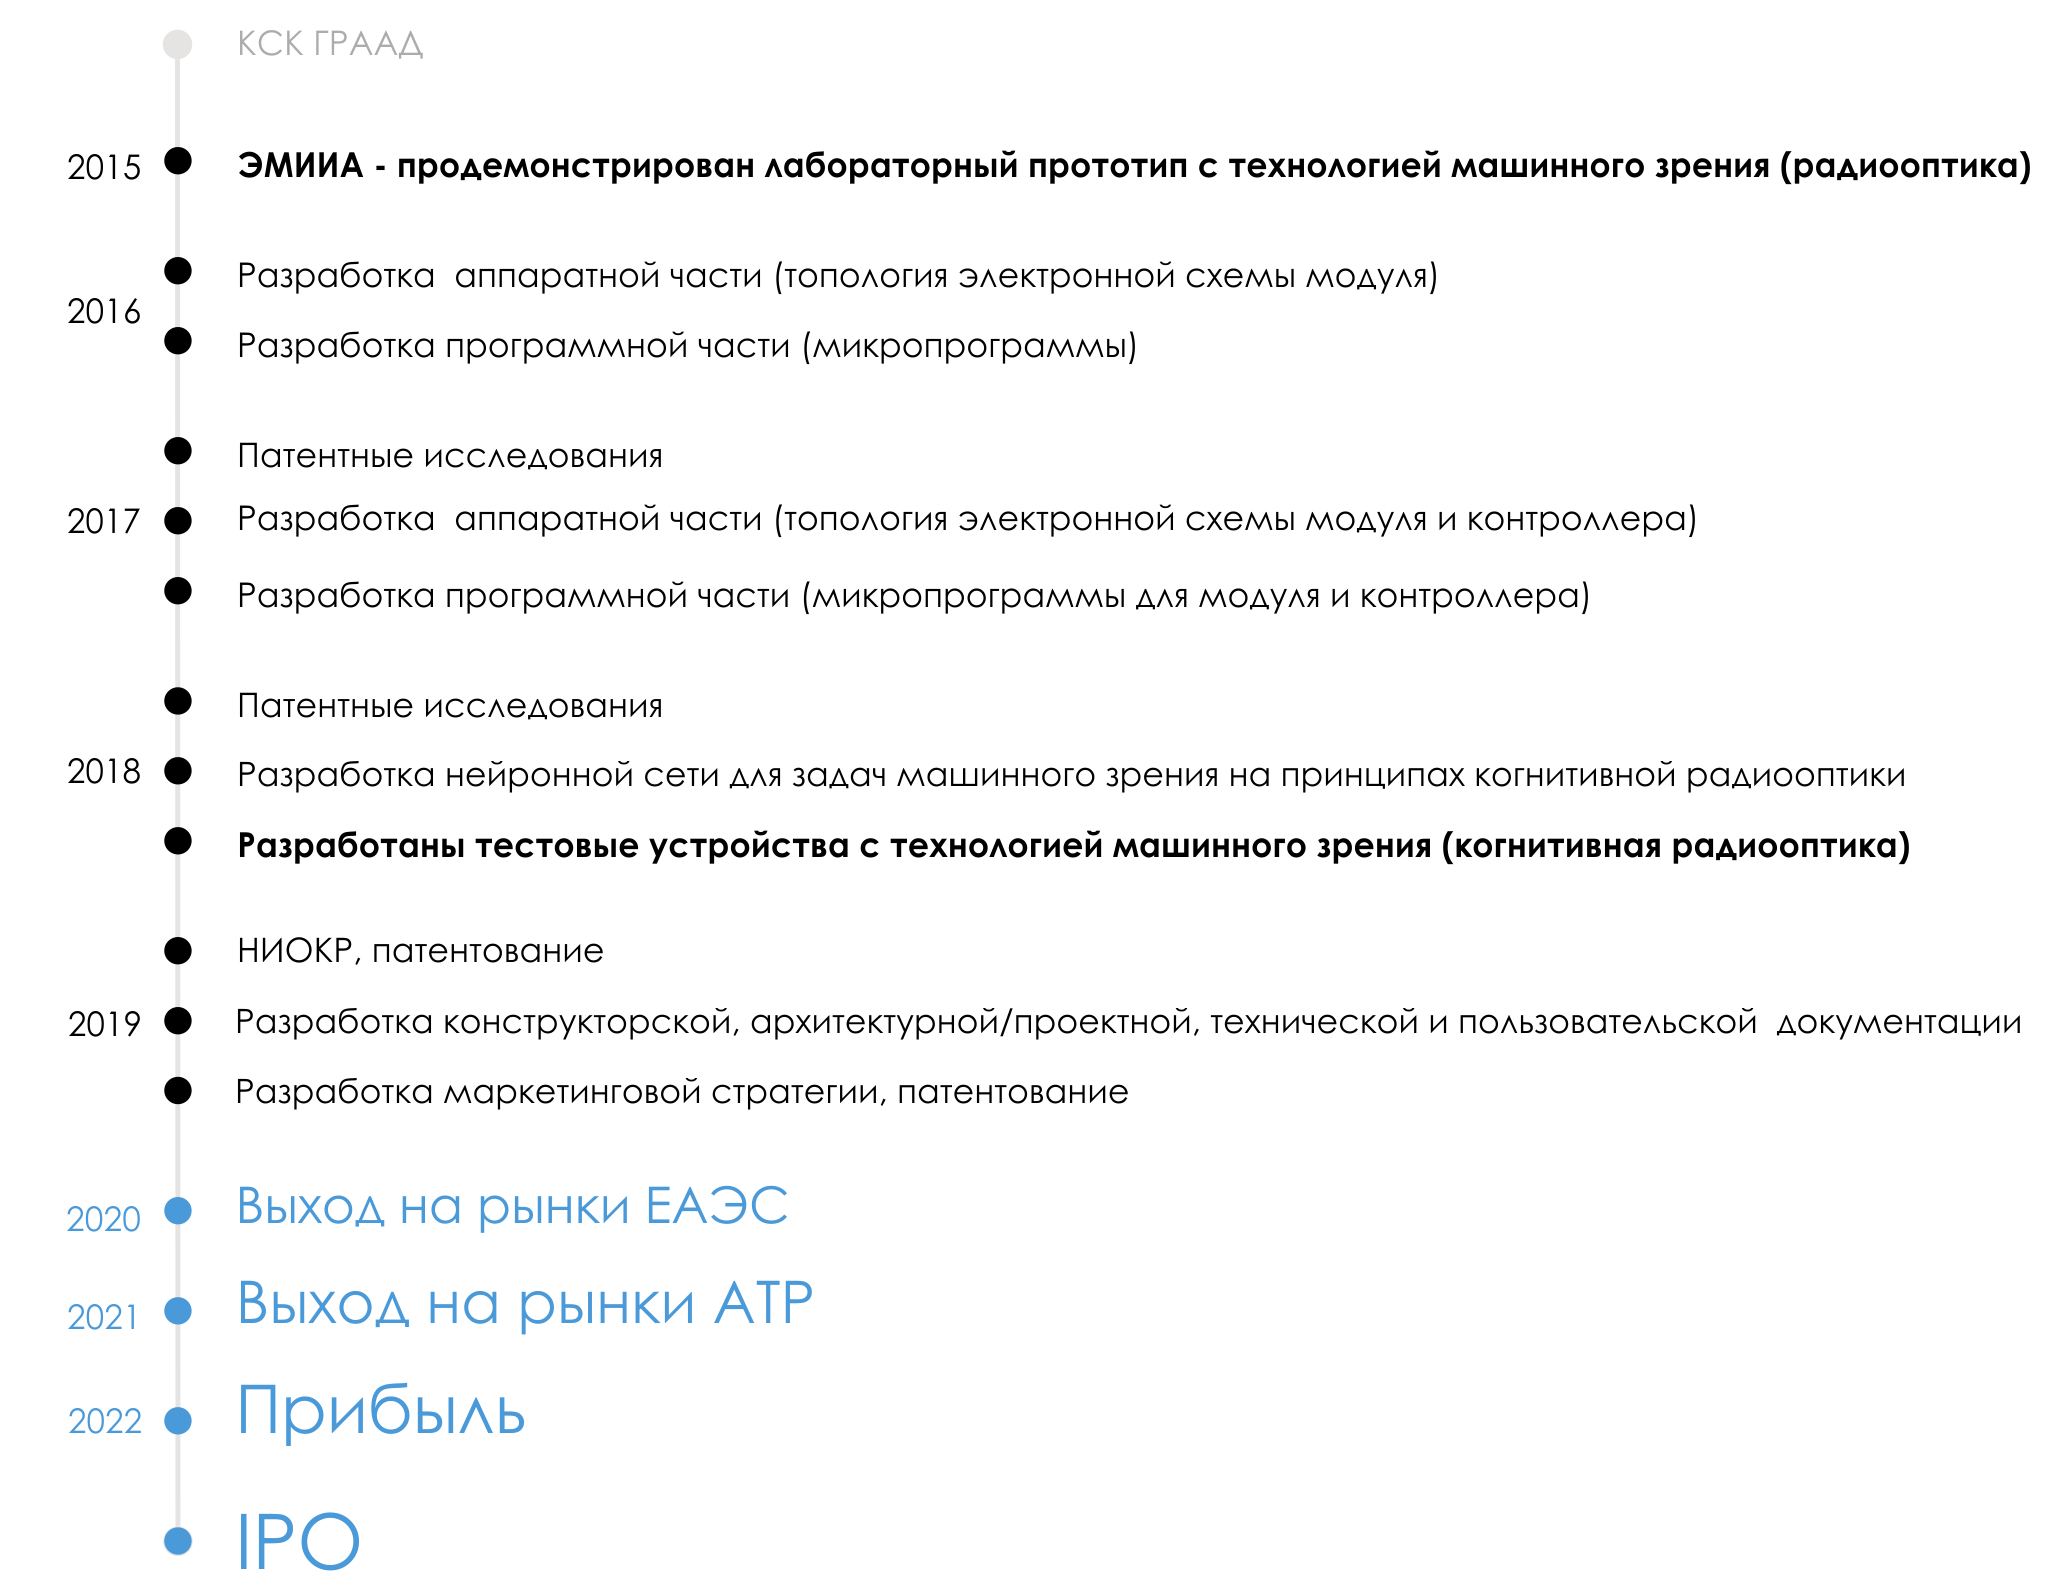 КСК ГРААД
2015 ЭМИИА - продемонстрирован лабораторный прототип с технологией машинного зрения (радиооптика)
Разработка аппаратной части (топология электронной схемы модуля)
2016
Разработка программной части (микропрограммы)
Патентные исследования
2017 Разработка аппаратной части (топология электронной схемы модуля и контроллера)
Разработка программной части (микропрограммы для модуля и контроллера)
Патентные исследования
2018 Разработка нейронной сети для задач машинного зрения на принципах когнитивной радиооптики
Разработаны тестовые устройства с технологией машинного зрения (когнитивная радиооптика)
НИОКР, патентование
2019 Разработка конструкторской, архитектурной/проектной, технической и пользовательской документации
Разработка маркетинговой стратегии, патентование
2020 Выход на рынки ЕАЭС
2021 Выход на рынки АТР
2022 Прибыль
IPO